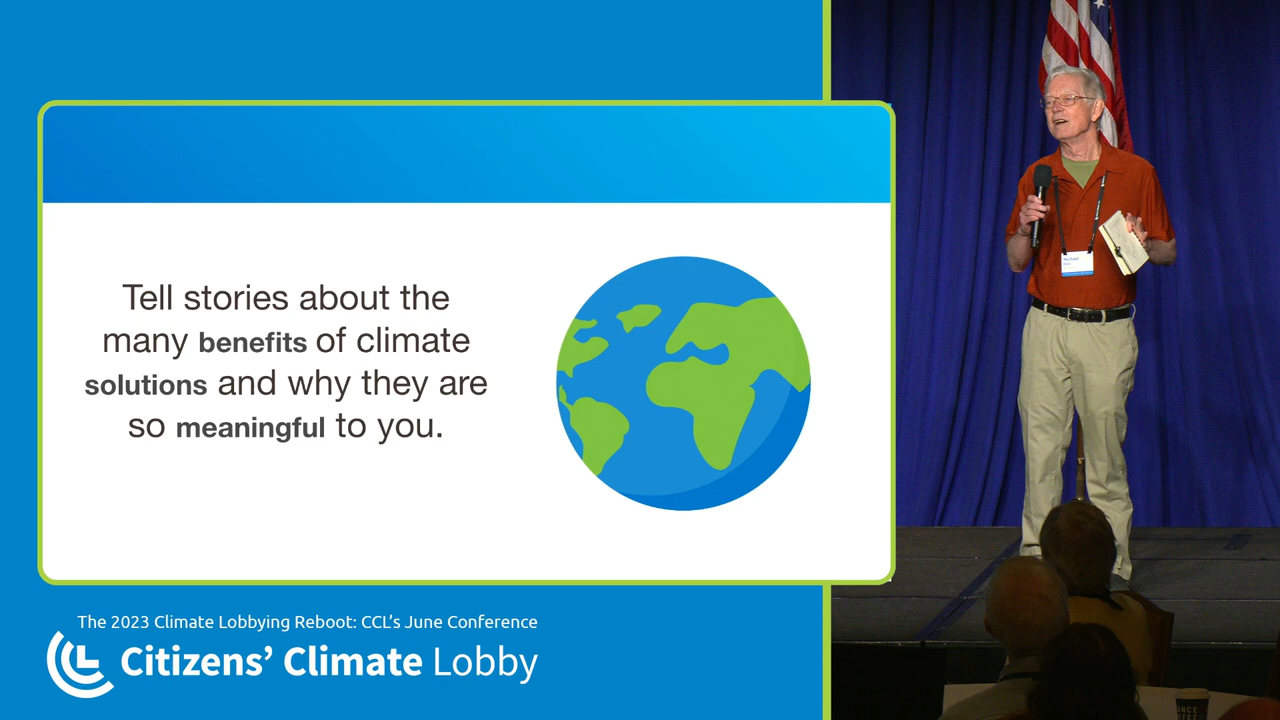 Tell stories about the
many benefits of climate
solutions and why they are
so meaningful to you.
The 2023 Climate Lobbying Reboot: CCL's June Conference
Citizens' Climate Lobby
Michael